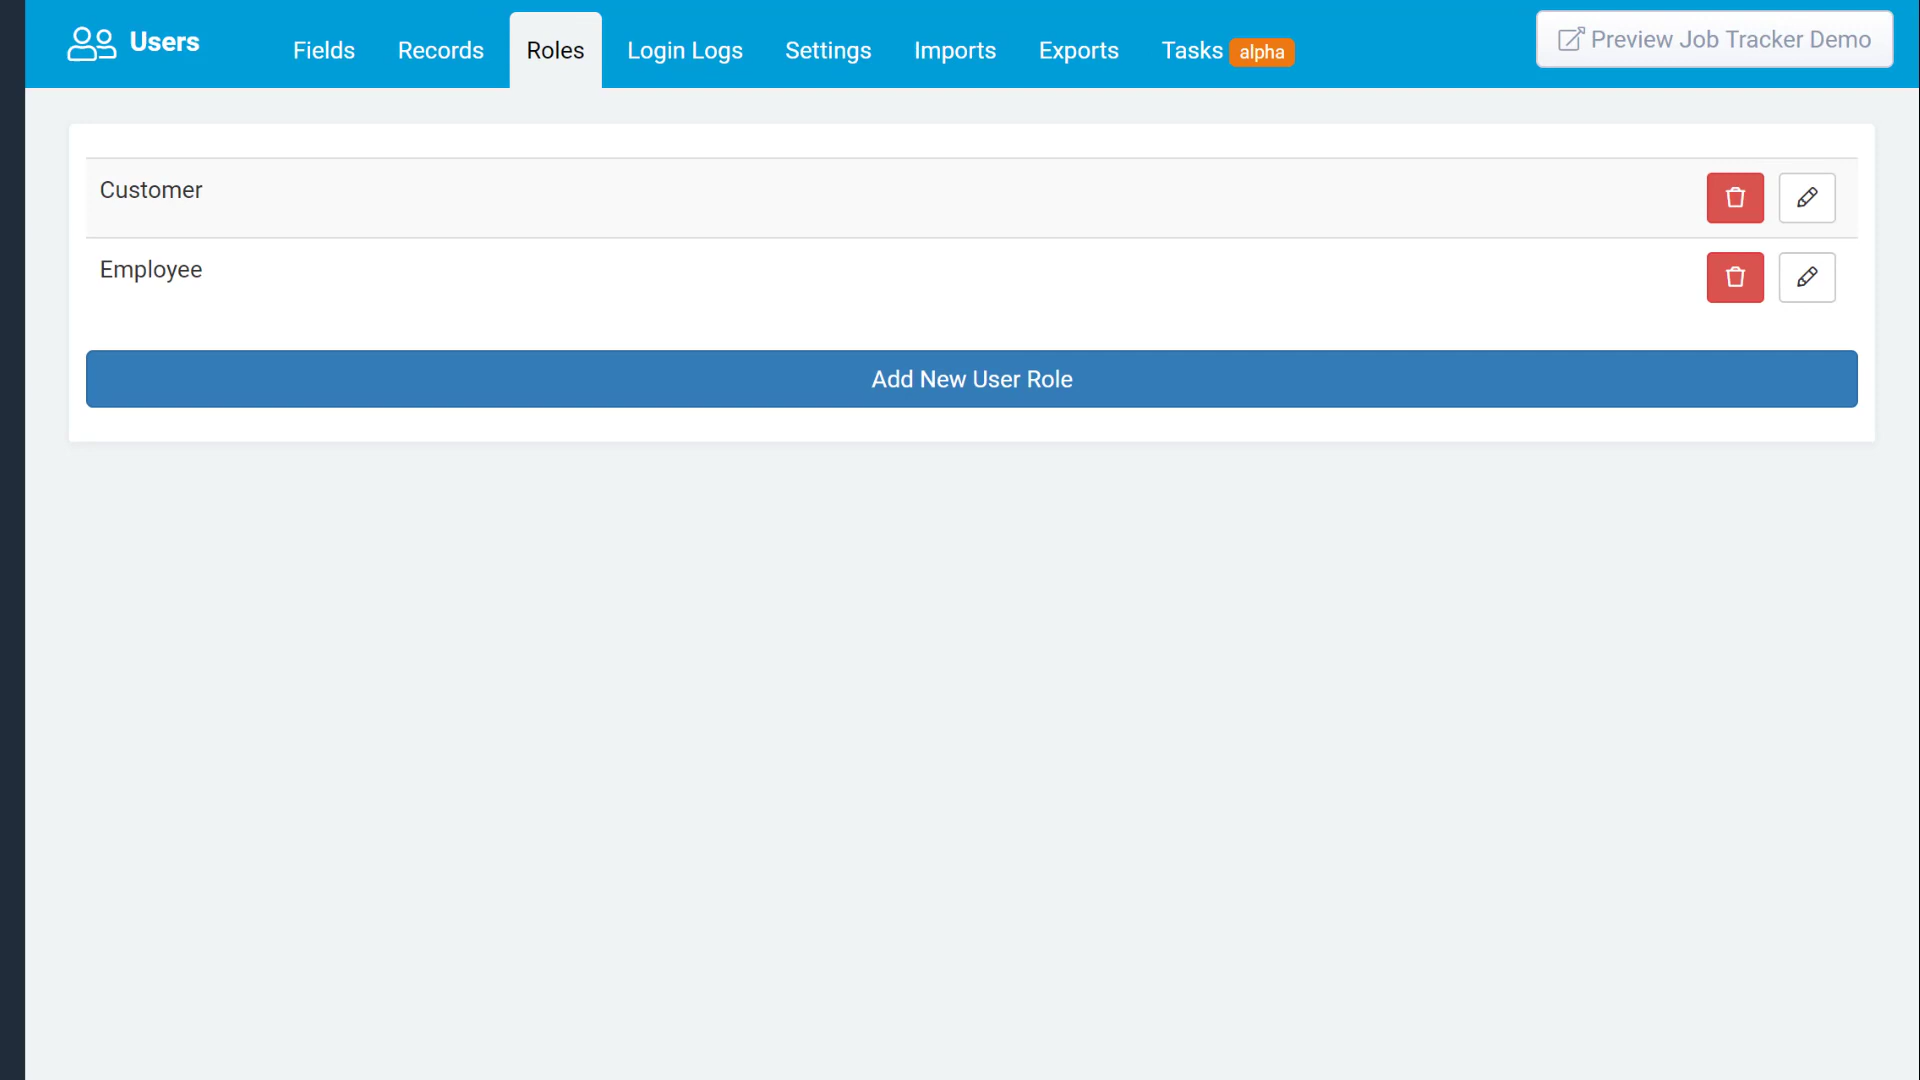 Users
Fields
Records
Roles
Login Logs
Settings
Imports
Exports
Tasks alpha
Preview Job Tracker Demo
Customer
Employee
Add New User Role